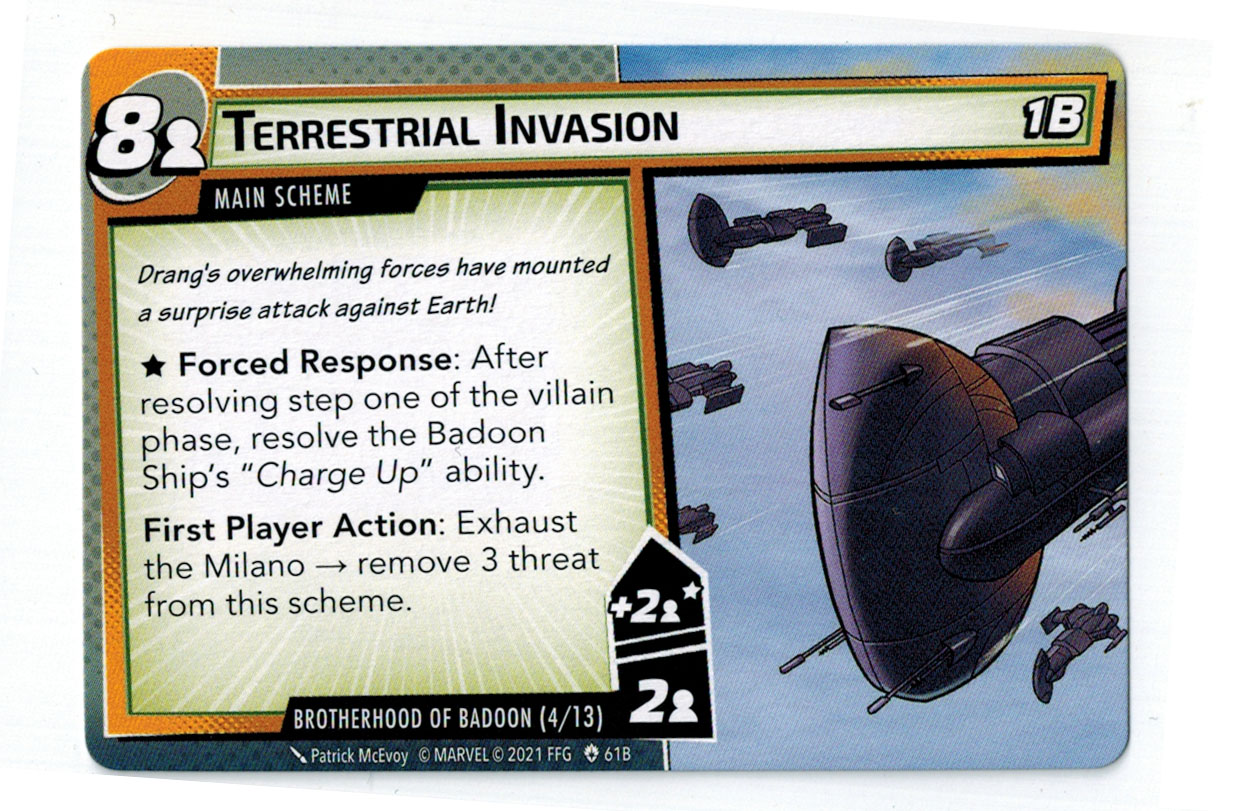 8
TERRESTRIAL INVASION
1B
MAIN SCHEME
Drang's overwhelming forces have mounted
a surprise attack against Earth!
★ Forced Response: After
resolving step one of the villain
phase, resolve the Badoon
Ship's “Charge Up” ability.
First Player Action: Exhaust
the Milano → remove 3 threat
from this scheme.
+2★
2
BROTHERHOOD OF BADOON (4/13)
Patrick McEvoy © MARVEL © 2021 FFG 61B